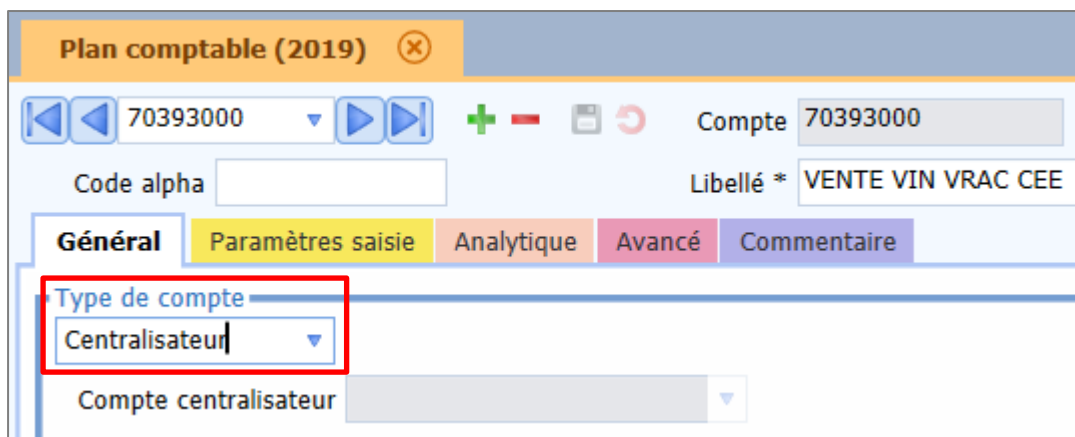 Plan comptable (2019)
70393000 Compte 70393000
Code alpha Libellé * VENTE VIN VRAC CEE
Général Paramètres saisie Analytique Avancé Commentaire
Type de compte
Centralisateur
Compte centralisateur